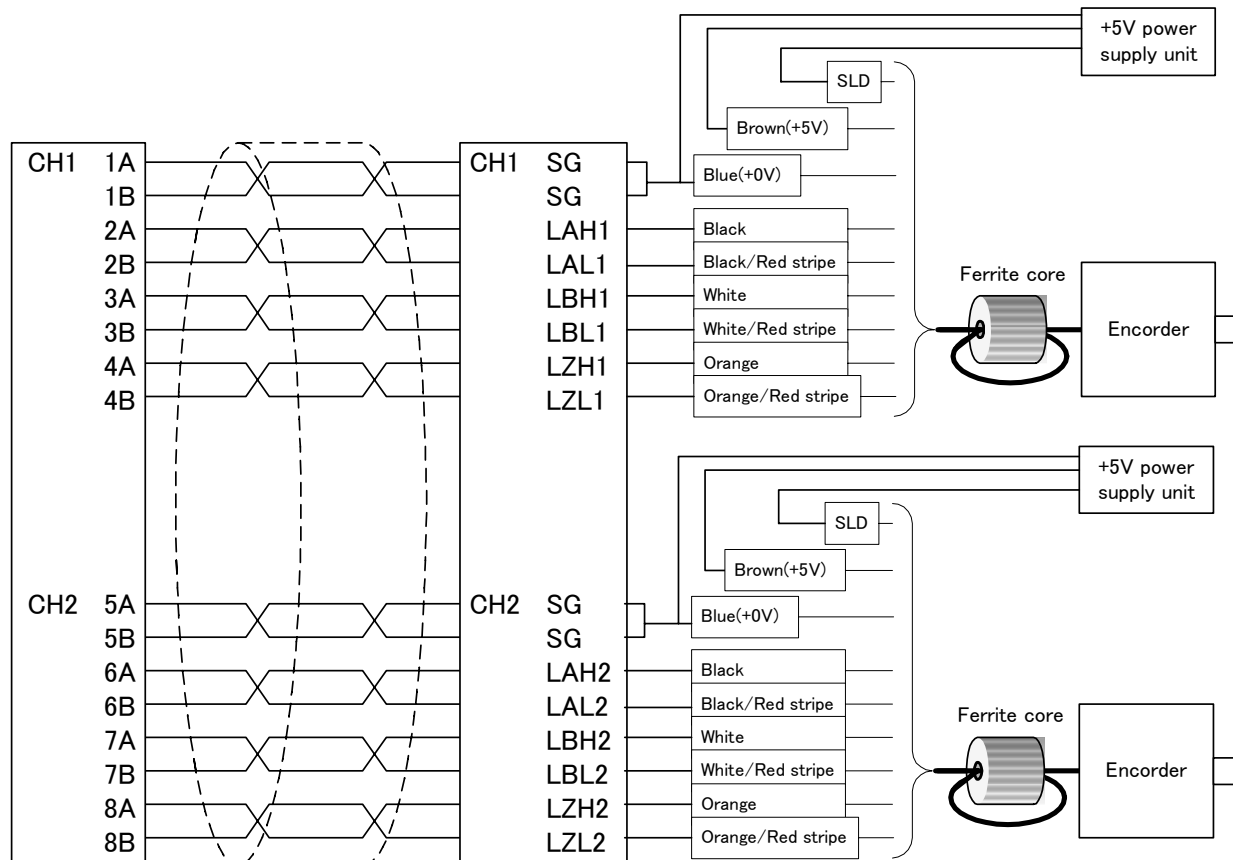 +5V power
supply unit
SLD
Brown(+5V)
CH1 1A CH1 SG Blue(+0V)
1B SG
2A LAH1 Black
2B LAL1 Black/Red stripe
3A LBH1 White
3B LBL1 White/Red stripe
4A LZH1 Orange
4B LZL1 Orange/Red stripe
Ferrite core
Encorder
+5V power
supply unit
SLD
Brown(+5V)
CH2 5A CH2 SG Blue(+0V)
5B SG
6A LAH2 Black
6B LAL2 Black/Red stripe
7A LBH2 White
7B LBL2 White/Red stripe
8A LZH2 Orange
8B LZL2 Orange/Red stripe
Ferrite core
Encorder